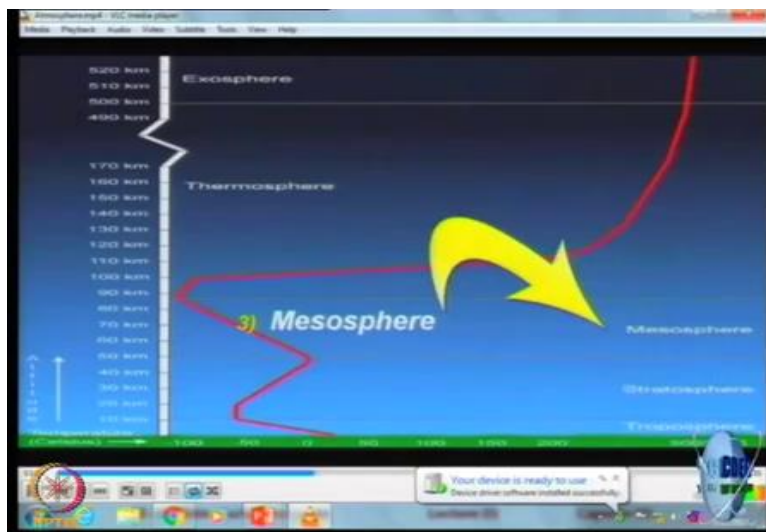 Atmosphere.mp4 - VLC media player
Media Playback Audio Video Subtitle Tools View Help
520 km
Exosphere
510 km
500 km
490 km
170 km
160 km
Thermosphere
150 km
140 km
130 km
120 km
110 km
100 km
90 km
80 km
3) Mesosphere
70 km
Mesosphere
60 km
50 km
40 km
Stratosphere
30 km
20 km
10 km
Troposphere
Altitude
Temperature
(Celsius)
-100 -50 0 50 100 150 200
Your device is ready to use
Device driver software installed successfully.
NPTEL